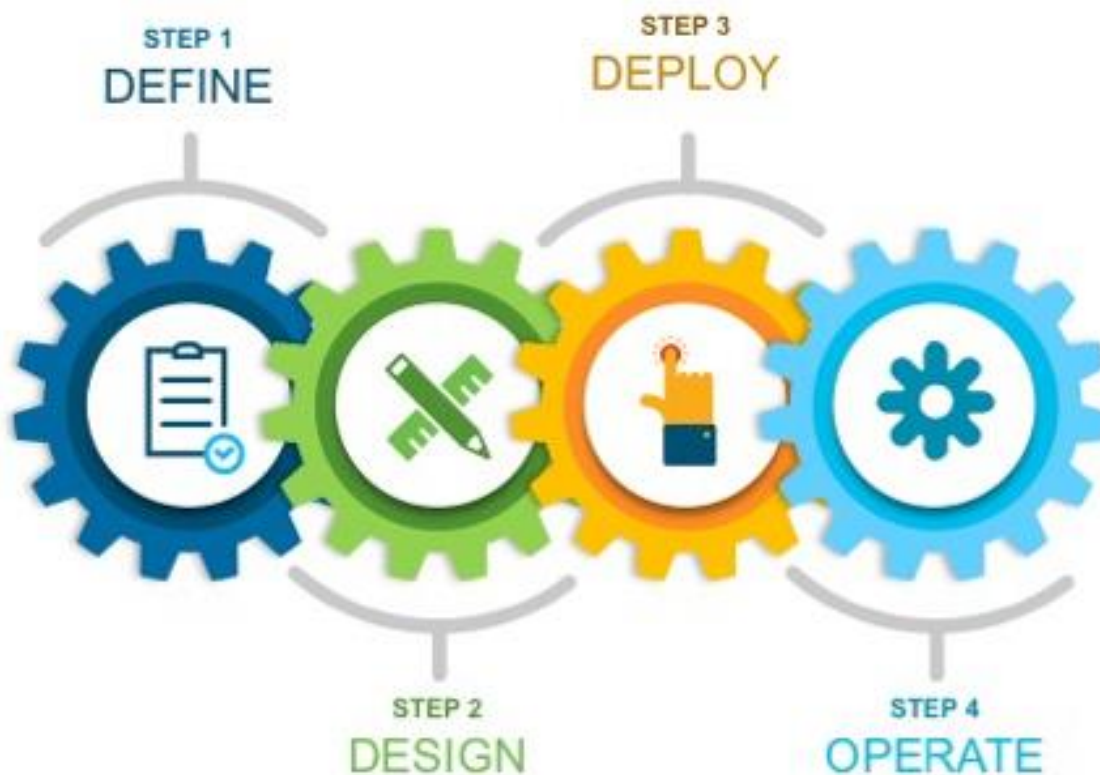 STEP 1
DEFINE
STEP 2
DESIGN
STEP 3
DEPLOY
STEP 4
OPERATE